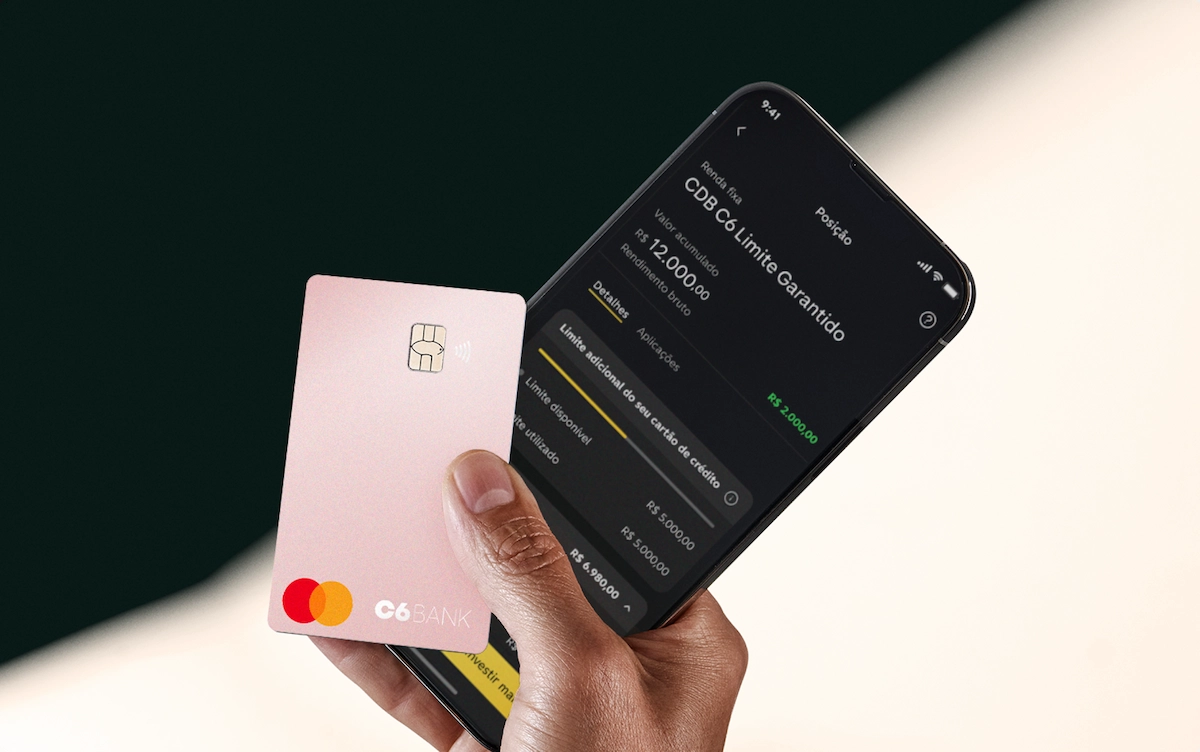 9:41
Posição
Renda fixa
CDB C6 Limite Garantido
Valor acumulado
R$ 12.000,00
Rendimento bruto
R$ 2.000,00
Detalhes
Aplicações
Limite adicional do seu cartão de crédito
Limite disponível
R$ 5.000,00
utilizado
R$ 5.000,00
R$ 6.980,00
R$
C6 BANK